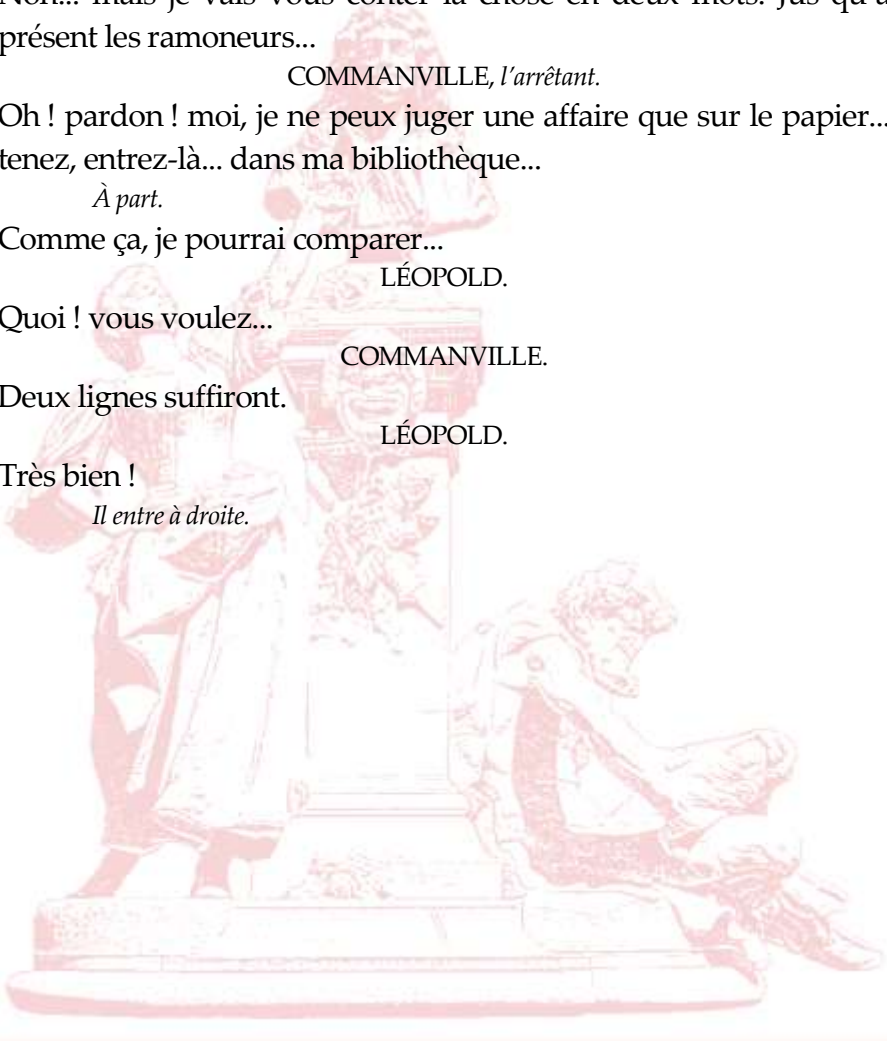 Non... mais je vais vous conter la chose en deux mots. Jus qu'à
présent les ramoneurs...
COMMANVILLE, l'arrêtant.
Oh ! pardon ! moi, je ne peux juger une affaire que sur le papier...
tenez, entrez-là... dans ma bibliothèque...
À part.
Comme ça, je pourrai comparer...
LÉOPOLD.
Quoi ! vous voulez...
COMMANVILLE.
Deux lignes suffiront.
LÉOPOLD.
Très bien !
Il entre à droite.